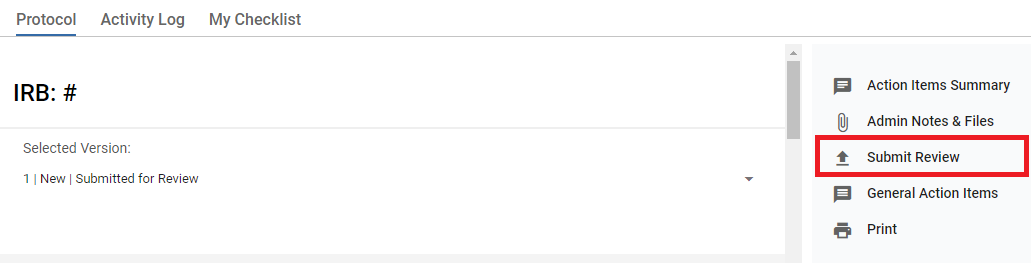 Protocol Activity Log My Checklist
IRB: #
Selected Version:
1 | New | Submitted for Review
Action Items Summary
Admin Notes & Files
Submit Review
General Action Items
Print